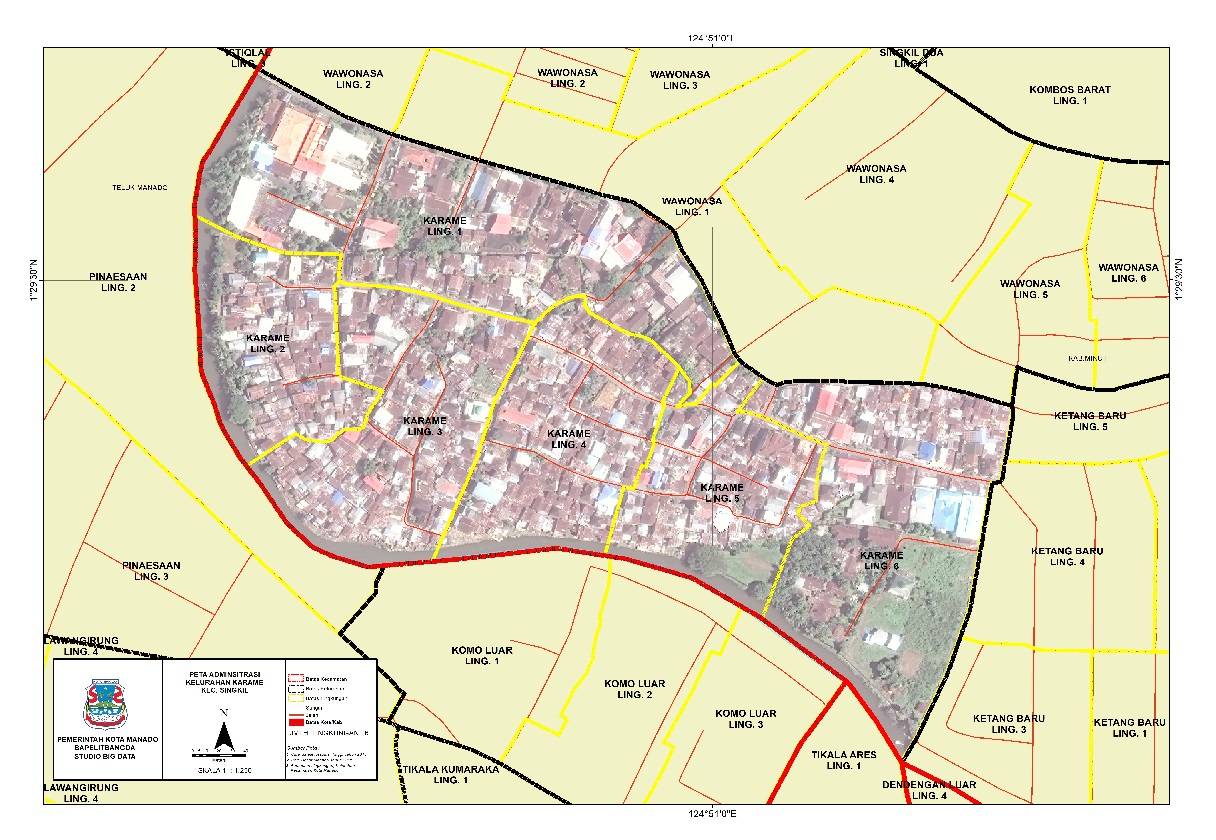 124°51'0"E
ISTIQLAL
LING. 3
WAWONASA
LING. 2
WAWONASA
LING. 2
WAWONASA
LING. 3
SINGKIL DUA
LING. 1
KOMBOS BARAT
LING. 1
WAWONASA
LING. 4
TELUK MANADO
WAWONASA
LING. 1
KARAME
LING. 1
PINAESAAN
LING. 2
1°29'30"N
WAWONASA
LING. 5
WAWONASA
LING. 6
1°29'30"N
KARAME
LING. 2
KAB.MINUT
KARAME
LING. 3
KARAME
LING. 4
KETANG BARU
LING. 5
KARAME
LING. 5
KARAME
LING. 6
KETANG BARU
LING. 4
PINAESAAN
LING. 3
LAWANGIRUNG
LING. 4
KOMO LUAR
LING. 1
KOMO LUAR
LING. 2
KOMO LUAR
LING. 3
KETANG BARU
LING. 3
KETANG BARU
LING. 1
TIKALA ARES
LING. 1
TIKALA KUMARAKA
LING. 1
DENDENGAN LUAR
LING. 4
LAWANGIRUNG
LING. 4
PEMERINTAH KOTA MANADO
BAPELITBANGDA
STUDIO BIG DATA
PETA ADMINSITRASI
KELURAHAN KARAME
KEC. SINGKIL
N
SKALA 1 : 1.250
Batas Kecamatan
Batas Kelurahan
Batas Lingkungan
Sungai
Jalan
Batas Kota/Kab
124°51'0"E